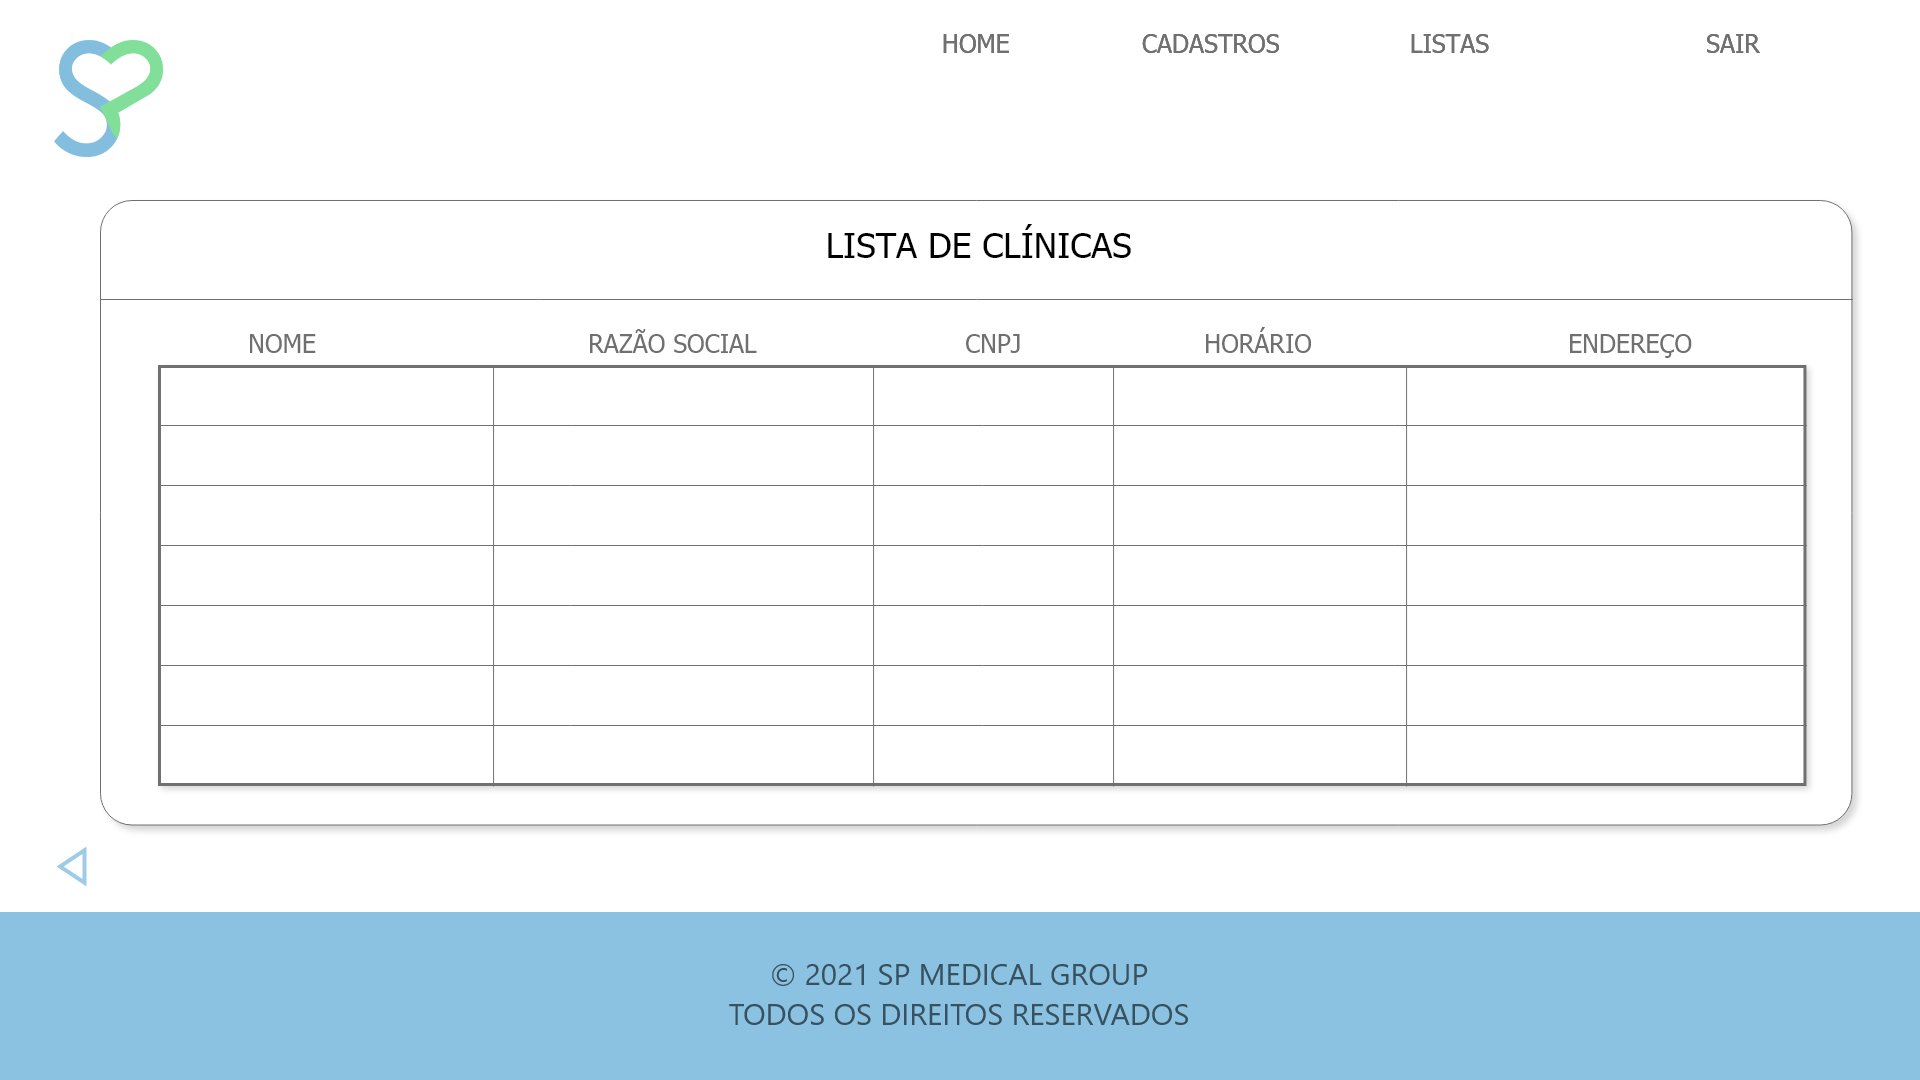 HOME CADASTROS LISTAS SAIR
LISTA DE CLÍNICAS
NOME RAZÃO SOCIAL CNPJ HORÁRIO ENDEREÇO
© 2021 SP MEDICAL GROUP
TODOS OS DIREITOS RESERVADOS